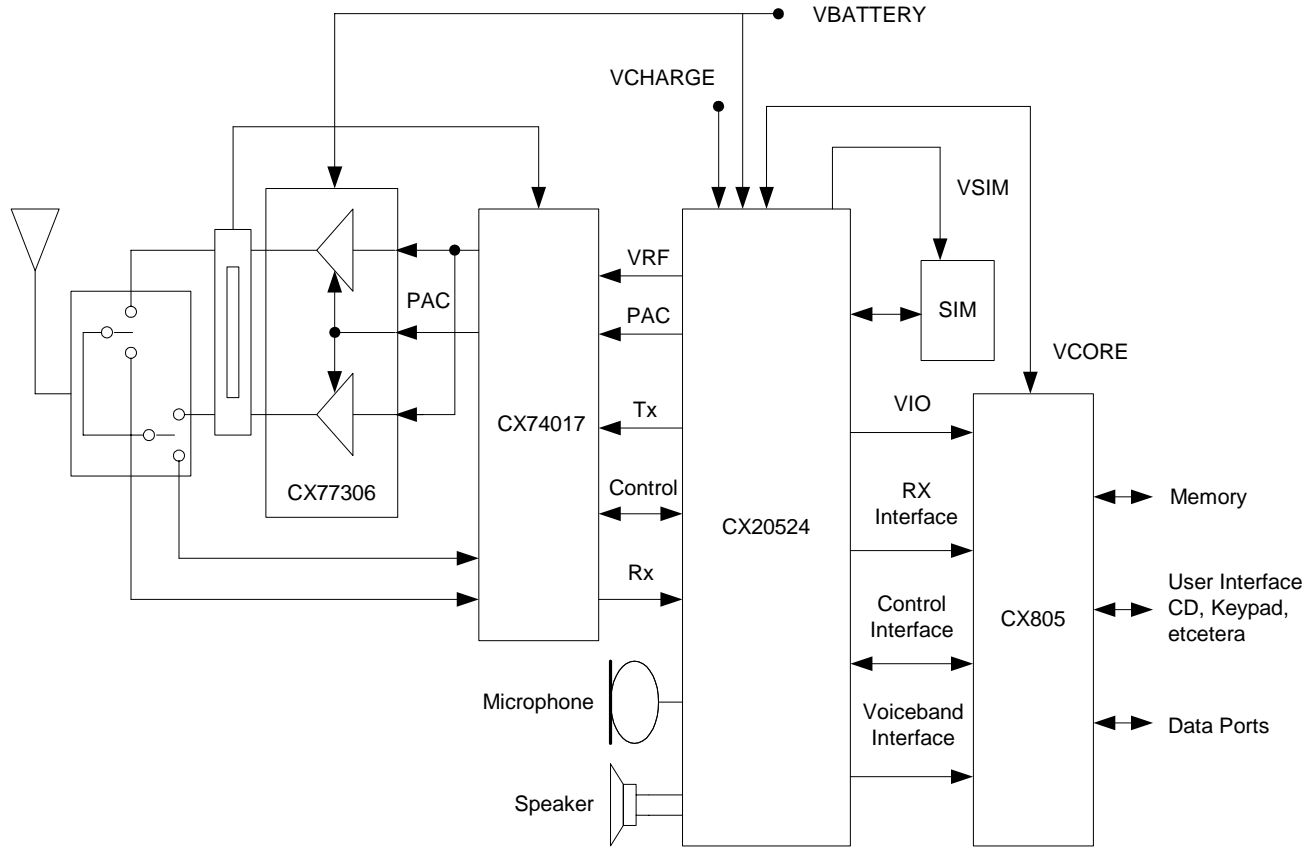 VBATTERY
VCHARGE
VSIM
VRF
PAC
PAC
SIM
VCORE
CX74017
Tx
VIO
CX77306
Control
RX
Interface
CX20524
Memory
Rx
Control
Interface
CX805
User Interface
CD, Keypad,
etcetera
Microphone
Voiceband
Interface
Data Ports
Speaker